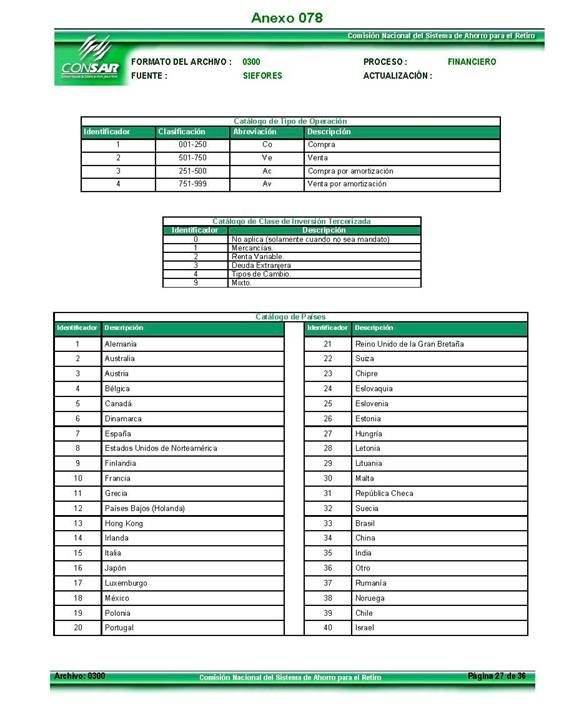 Anexo 078
Comisión Nacional del Sistema de Ahorro para el Retiro
CONSAR
FORMATO DEL ARCHIVO : 0300 PROCESO : FINANCIERO
FUENTE : SIEFORES ACTUALIZACIÒN :
Catálogo de Tipo de Operación
Identificador Clasificación Abreviación Descripción
1 001-250 Co Compra
2 501-750 Ve Venta
3 251-500 Ac Compra por amortización
4 751-999 Av Venta por amortización
Catálogo de Clase de Inversión Tercerizada
Identificador Descripción
0 No aplica (solamente cuando no sea mandato)
1 Mercancías.
2 Renta Variable.
3 Deuda Extranjera
4 Tipos de Cambio.
9 Mixto.
Catálogo de Países
Identificador Descripción Identificador Descripción
1 Alemania 21 Reino Unido de la Gran Bretaña
2 Australia 22 Suiza
3 Austria 23 Chipre
4 Bélgica 24 Eslovaquia
5 Canadá 25 Eslovenia
6 Dinamarca 26 Estonia
7 España 27 Hungría
8 Estados Unidos de Norteamérica 28 Letonia
9 Finlandia 29 Lituania
10 Francia 30 Malta
11 Grecia 31 República Checa
12 Países Bajos (Holanda) 32 Suecia
13 Hong Kong 33 Brasil
14 Irlanda 34 China
15 Italia 35 India
16 Japón 36 Otro
17 Luxemburgo 37 Rumanía
18 México 38 Noruega
19 Polonia 39 Chile
20 Portugal 40 Israel
Archivo: 0300 Comisión Nacional del Sistema de Ahorro para el Retiro Página 27 de 36